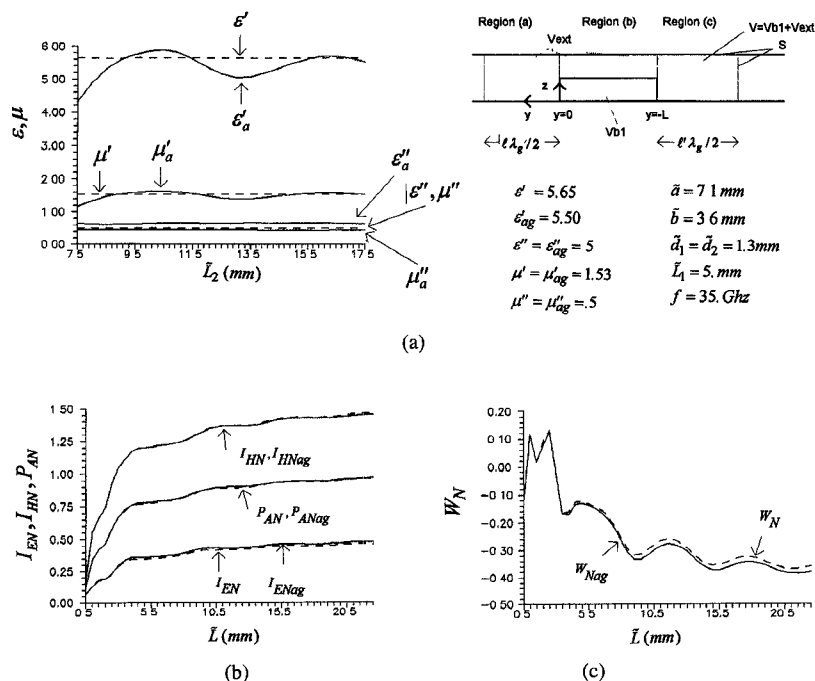 ε'
ε, μ
6 00
5 00
4 00
3 00
2 00
1 00
0 00
μ'
μ'a
ε'a
ε''a
ε'', μ''
μ''a
7 5
9.5
11.5
13.5
15.5
17 5
L̃2 (mm)
Region (a)
Region (b)
Region (c)
V=Vb1+Vext
Vext
S
z
y
y=0
y=-L
Vb1
ℓ λg/2
ℓ' λg/2
ε' = 5.65
ε'ag = 5.50
ε'' = ε''ag = 5
μ' = μ'ag = 1.53
μ'' = μ''ag = .5
ã = 7 1 mm
b̃ = 3 6 mm
d̃1 = d̃2 = 1.3mm
L̃1 = 5. mm
f = 35. Ghz
(a)
IEN, IHN, PAN
1.50
1.25
1.00
0.75
0.50
0.25
0.00
IHN, IHNag
PAN, PANag
IEN
IENag
0 5
5 5
10.5
15.5
20 5
L̃ (mm)
(b)
WN
0.20
0.10
0.00
-0.10
-0.20
-0.30
-0.40
-0.50
WN
WNag
0 5
5 5
10.5
15.5
20 5
L̃ (mm)
(c)